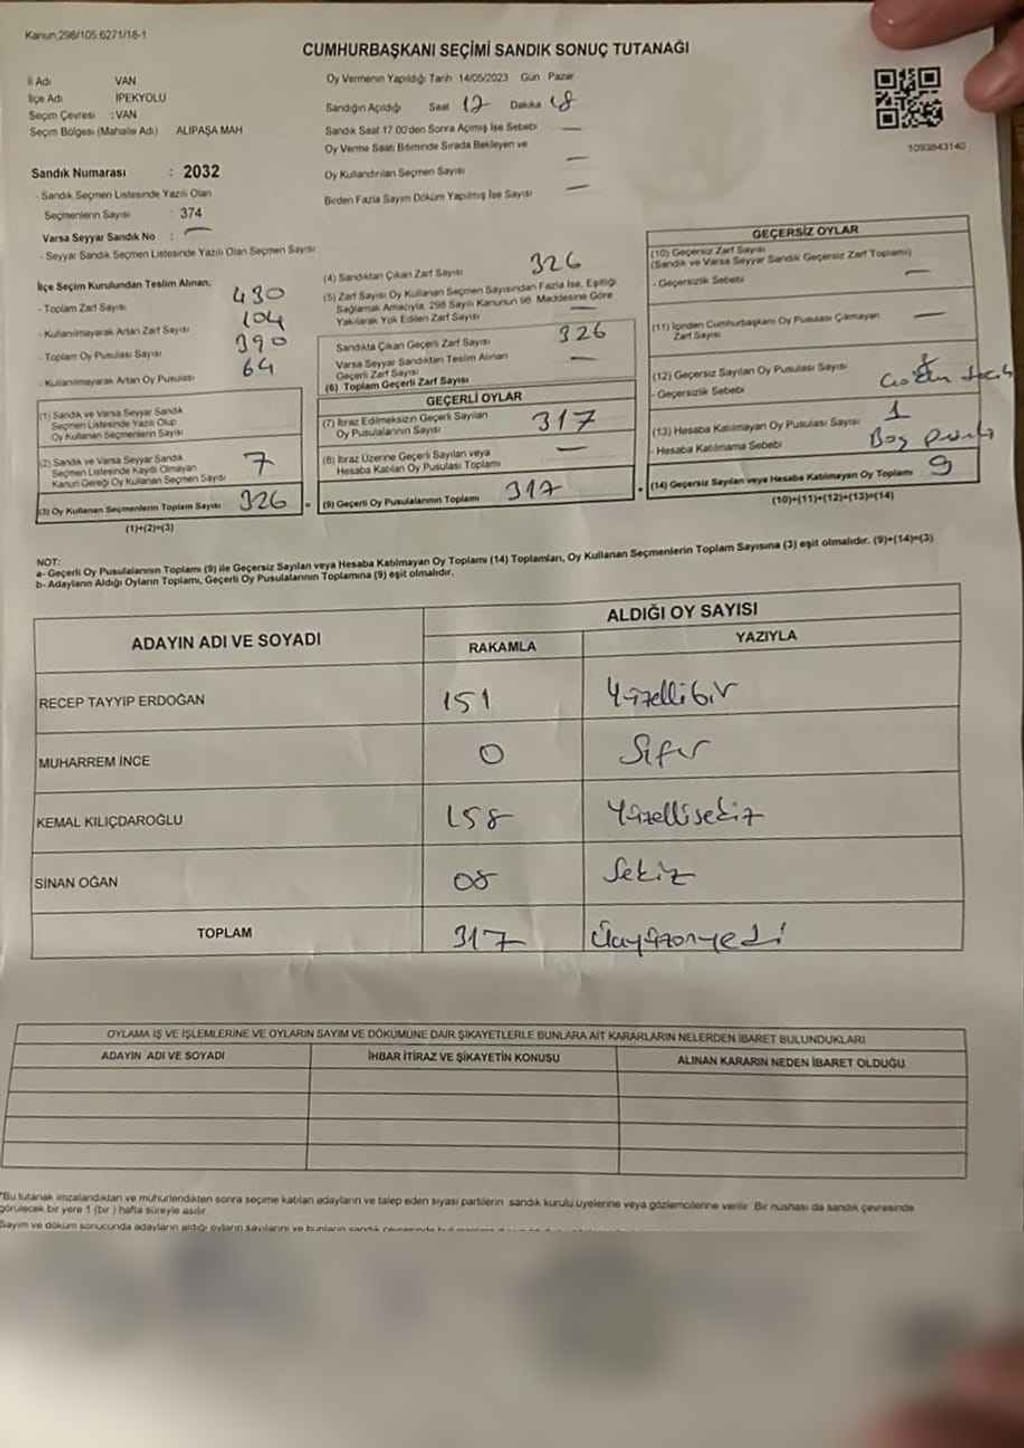 Kanun:298/105.6271/18-1
CUMHURBAŞKANI SEÇİMİ SANDIK SONUÇ TUTANAĞI
İl Adı VAN
İlçe Adı İPEKYOLU
Seçim Çevresi : VAN
Seçim Bölgesi (Mahalle Adı) ALİPAŞA MAH
Oy Vermenin Yapıldığı Tarih 14/05/2023 Gün Pazar
Sandığın Açıldığı Saat 17 Dakika 18
Sandık Saat 17.00'den Sonra Açılmış İse Sebebi —
Oy Verme Saati Bitiminde Sırada Bekleyen ve
Oy Kullandırılan Seçmen Sayısı —
Birden Fazla Sayım Döküm Yapılmış İse Sayısı —
1093843140
Sandık Numarası : 2032
- Sandık Seçmen Listesinde Yazılı Olan
Seçmenlerin Sayısı : 374
Varsa Seyyar Sandık No : —
- Seyyar Sandık Seçmen Listesinde Yazılı Olan Seçmen Sayısı
İlçe Seçim Kurulundan Teslim Alınan;
- Toplam Zarf Sayısı 430
- Kullanılmayarak Artan Zarf Sayısı 104
- Toplam Oy Pusulası Sayısı 390
- Kullanılmayarak Artan Oy Pusulası 64
(1) Sandık ve Varsa Seyyar Sandık
Seçmen Listesinde Yazılı Olup
Oy Kullanan Seçmenlerin Sayısı
(2) Sandık ve Varsa Seyyar Sandık
Seçmen Listesinde Kaydı Olmayan
Kanun Gereği Oy Kullanan Seçmen Sayısı 7
(3) Oy Kullanan Seçmenlerin Toplam Sayısı 326
(1)+(2)=(3)
(4) Sandıktan Çıkan Zarf Sayısı 326
(5) Zarf Sayısı Oy Kullanan Seçmen Sayısından Fazla İse, Eşitliği
Sağlamak Amacıyla, 298 Sayılı Kanunun 98. Maddesine Göre
Yakılarak Yok Edilen Zarf Sayısı —
Sandıkta Çıkan Geçerli Zarf Sayısı 326
Varsa Seyyar Sandıktan Teslim Alınan
Geçerli Zarf Sayısı —
(6) Toplam Geçerli Zarf Sayısı
GEÇERLİ OYLAR
(7) İtiraz Edilmeksizin Geçerli Sayılan
Oy Pusulalarının Sayısı 317
(8) İtiraz Üzerine Geçerli Sayılan veya
Hesaba Katılan Oy Pusulası Toplamı —
(9) Geçerli Oy Pusulalarının Toplamı 317
GEÇERSİZ OYLAR
(10) Geçersiz Zarf Sayısı
(Sandık ve Varsa Seyyar Sandık Geçersiz Zarf Toplamı)
- Geçersizlik Sebebi —
(11) İçinden Cumhurbaşkanı Oy Pusulası Çıkmayan
Zarf Sayısı —
(12) Geçersiz Sayılan Oy Pusulası Sayısı 8
- Geçersizlik Sebebi
(13) Hesaba Katılmayan Oy Pusulası Sayısı 1
- Hesaba Katılmama Sebebi Boş
(14) Geçersiz Sayılan veya Hesaba Katılmayan Oy Toplamı 9
(10)+(11)+(12)+(13)=(14)
NOT:
a- Geçerli Oy Pusulalarının Toplamı (9) ile Geçersiz Sayılan veya Hesaba Katılmayan Oy Toplamı (14) Toplamları, Oy Kullanan Seçmenlerin Toplam Sayısına (3) eşit olmalıdır. (9)+(14)=(3)
b- Adayların Aldığı Oyların Toplamı, Geçerli Oy Pusulalarının Toplamına (9) eşit olmalıdır.
ADAYIN ADI VE SOYADI
ALDIĞI OY SAYISI
RAKAMLA YAZIYLA
RECEP TAYYİP ERDOĞAN 151 Yüzellibir
MUHARREM İNCE 0 Sıfır
KEMAL KILIÇDAROĞLU 158 Yüzellisekiz
SİNAN OĞAN 08 Sekiz
TOPLAM 317 Üçyüzonyedi
OYLAMA İŞ VE İŞLEMLERİNE VE OYLARIN SAYIM VE DÖKÜMÜNE DAİR ŞİKAYETLERLE BUNLARA AİT KARARLARIN NELERDEN İBARET BULUNDUKLARI
ADAYIN ADI VE SOYADI İHBAR İTİRAZ VE ŞİKAYETİN KONUSU ALINAN KARARIN NEDEN İBARET OLDUĞU
*Bu tutanak imzalandıktan ve mühürlendikten sonra seçime katılan adayların ve talep eden siyasi partilerin sandık kurulu üyelerine veya gözlemcilerine verilir. Bir nüshası da sandık çevresinde
görülecek bir yere 1 (bir) hafta süreyle asılır.
Sayım ve döküm sonucunda adayların aldığı oyların sayılarını ve bunların